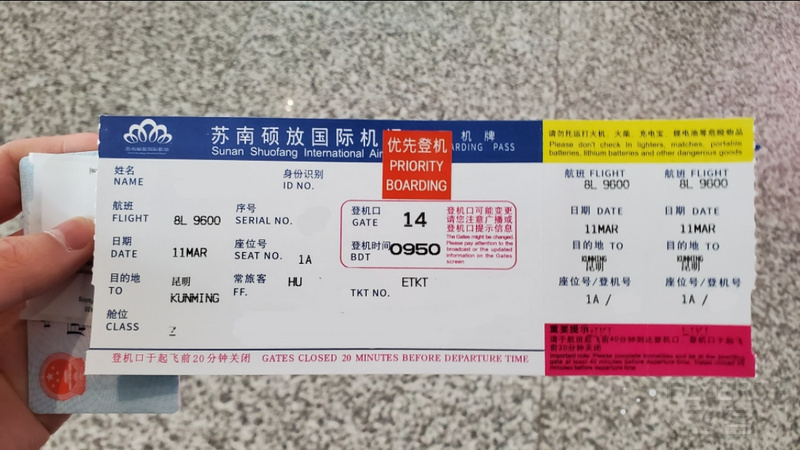 苏南硕放国际机
优先登机
机 牌
Sunan Shuofang International Air
PRIORITY
BOARDING
ARDING PASS
姓名
NAME
身份识别
ID NO.
航班
FLIGHT
8L 9600
序号
SERIAL NO.
登机口
GATE
14
登机口可能变更
请您注意广播或
登机口提示信息
The Gates might be changed.
Please pay attention to the
broadcast or the updated
information on the Gates
screen.
日期
DATE
11MAR
座位号
SEAT NO.
1A
登机时间
BDT
0950
目的地
TO
昆明
KUNMING
常旅客
FF.
HU
ETKT
TKT NO.
舱位
CLASS
Z
登机口于起飞前20分钟关闭 GATES CLOSED 20 MINUTES BEFORE DEPARTURE TIME
请勿托运打火机、火柴、充电宝、锂电池等危险物品
Please don't check in lighters, matches, portable
batteries, lithium batteries and other dangerous goods
航班 FLIGHT
8L 9600
日期 DATE
11MAR
目的地 TO
KUNMING
昆明
座位号/登机号
1A /
航班 FLIGHT
8L 9600
日期 DATE
11MAR
目的地 TO
KUNMING
昆明
座位号/登机号
1A /
重要提示